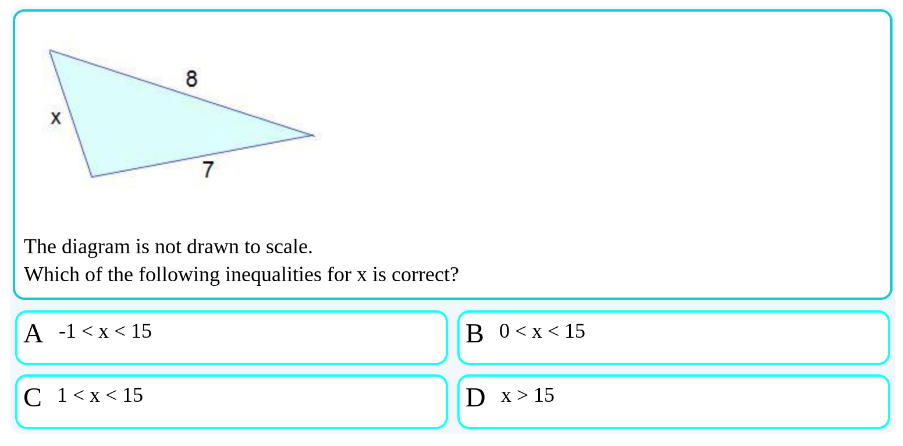 8
x
7
The diagram is not drawn to scale.
Which of the following inequalities for x is correct?
A -1 < x < 15
B 0 < x < 15
C 1 < x < 15
D x > 15